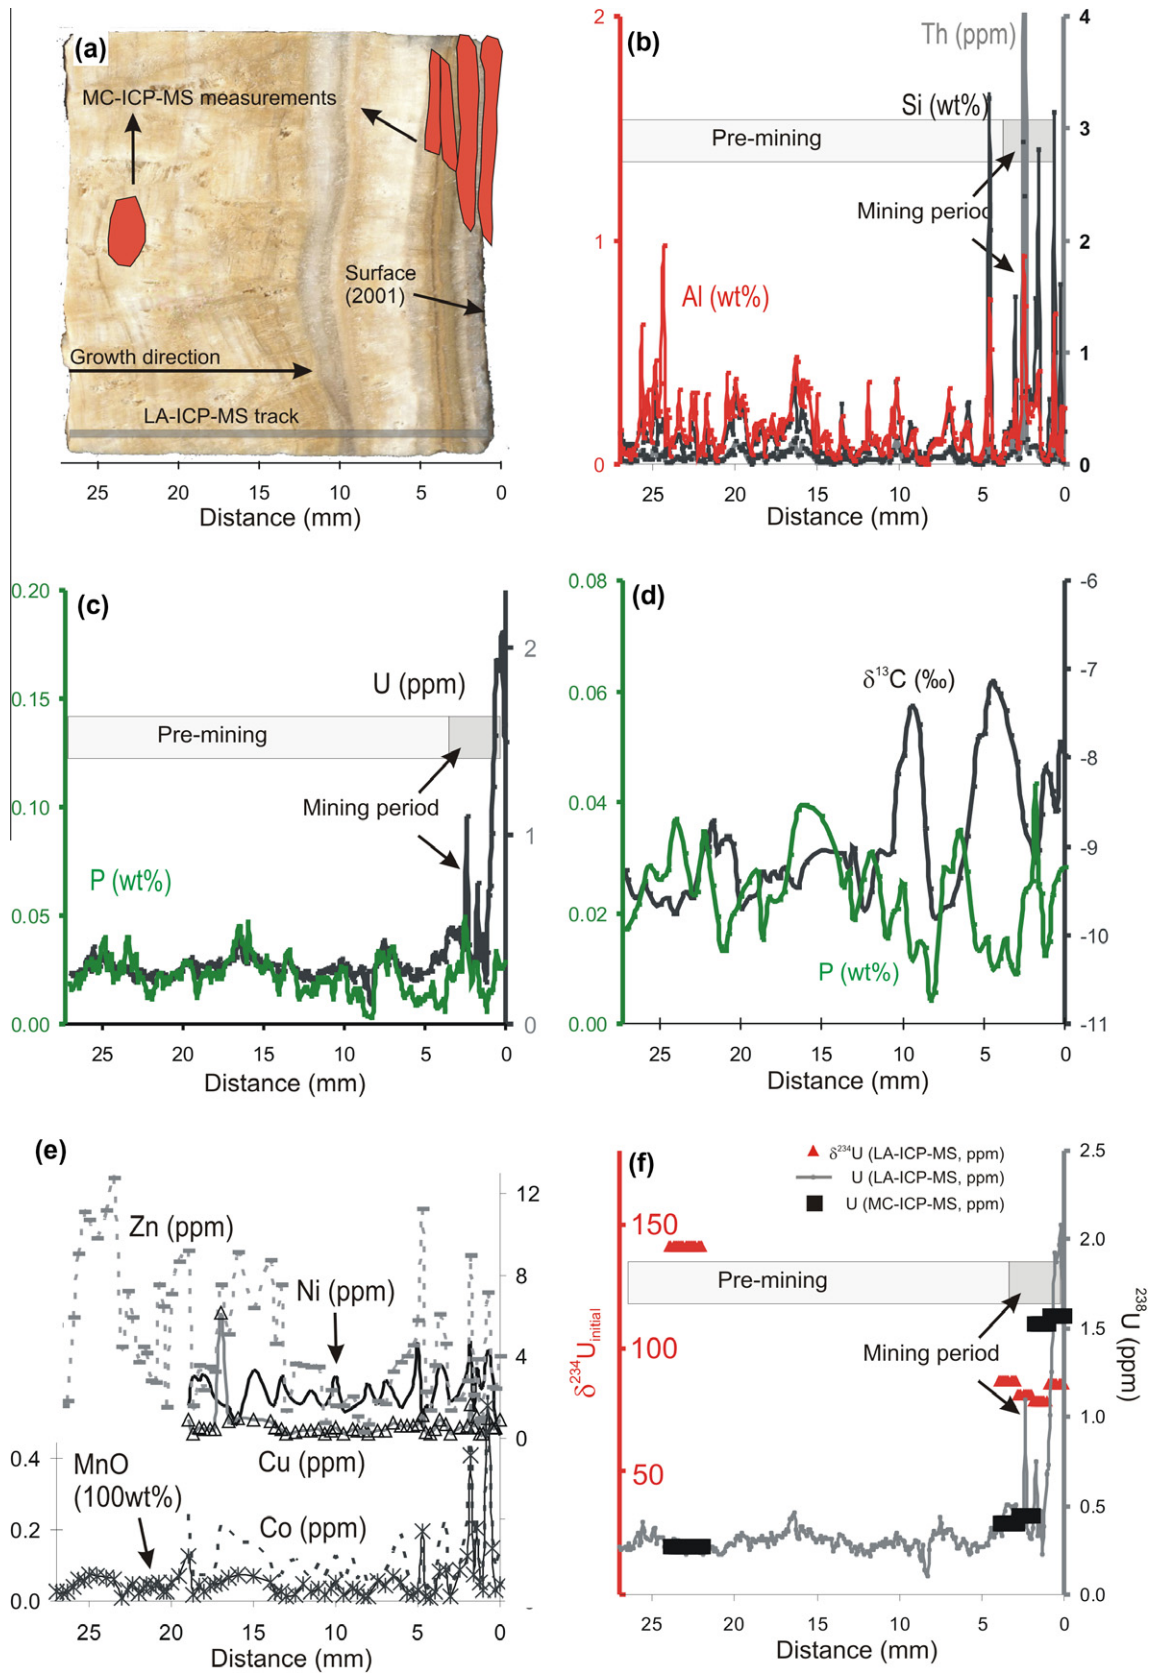 (a)
MC-ICP-MS measurements
Surface
(2001)
Growth direction
LA-ICP-MS track
25 20 15 10 5 0
Distance (mm)
(b)
2
1
0
Th (ppm)
Si (wt%)
Pre-mining
Mining period
Al (wt%)
4
3
2
1
0
25 20 15 10 5 0
Distance (mm)
(c)
0.20
0.15
0.10
0.05
0.00
U (ppm)
Pre-mining
Mining period
P (wt%)
2
1
0
25 20 15 10 5 0
Distance (mm)
(d)
0.08
0.06
0.04
0.02
0.00
δ¹³C (‰)
P (wt%)
-6
-7
-8
-9
-10
-11
25 20 15 10 5 0
Distance (mm)
(e)
Zn (ppm)
Ni (ppm)
Cu (ppm)
MnO
(100wt%)
Co (ppm)
12
8
4
0
0.4
0.2
0.0
25 20 15 10 5 0
Distance (mm)
(f)
δ²³⁴U (LA-ICP-MS, ppm)
U (LA-ICP-MS, ppm)
U (MC-ICP-MS, ppm)
150
100
50
δ²³⁴U initial
Pre-mining
Mining period
2.5
2.0
1.5
1.0
0.5
0.0
²³⁸U (ppm)
25 20 15 10 5 0
Distance (mm)